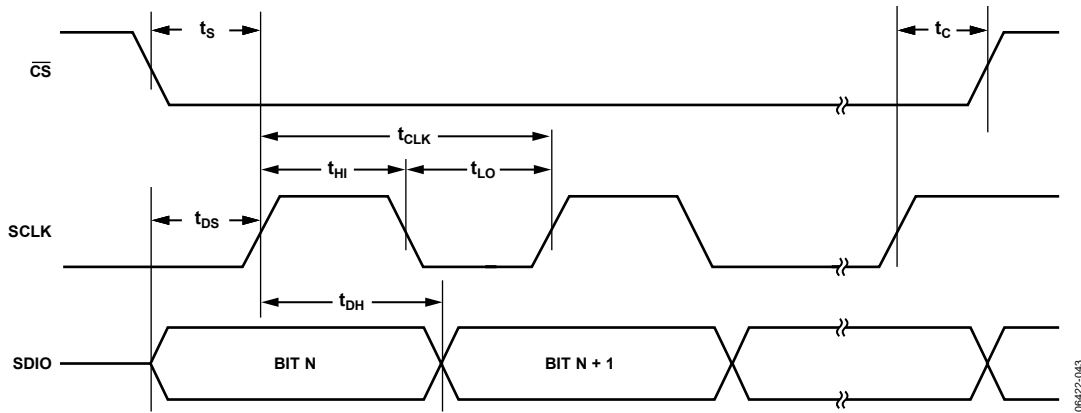 tS
tC
CS
tCLK
tHI
tLO
tDS
SCLK
tDH
SDIO
BIT N
BIT N + 1
06422-043